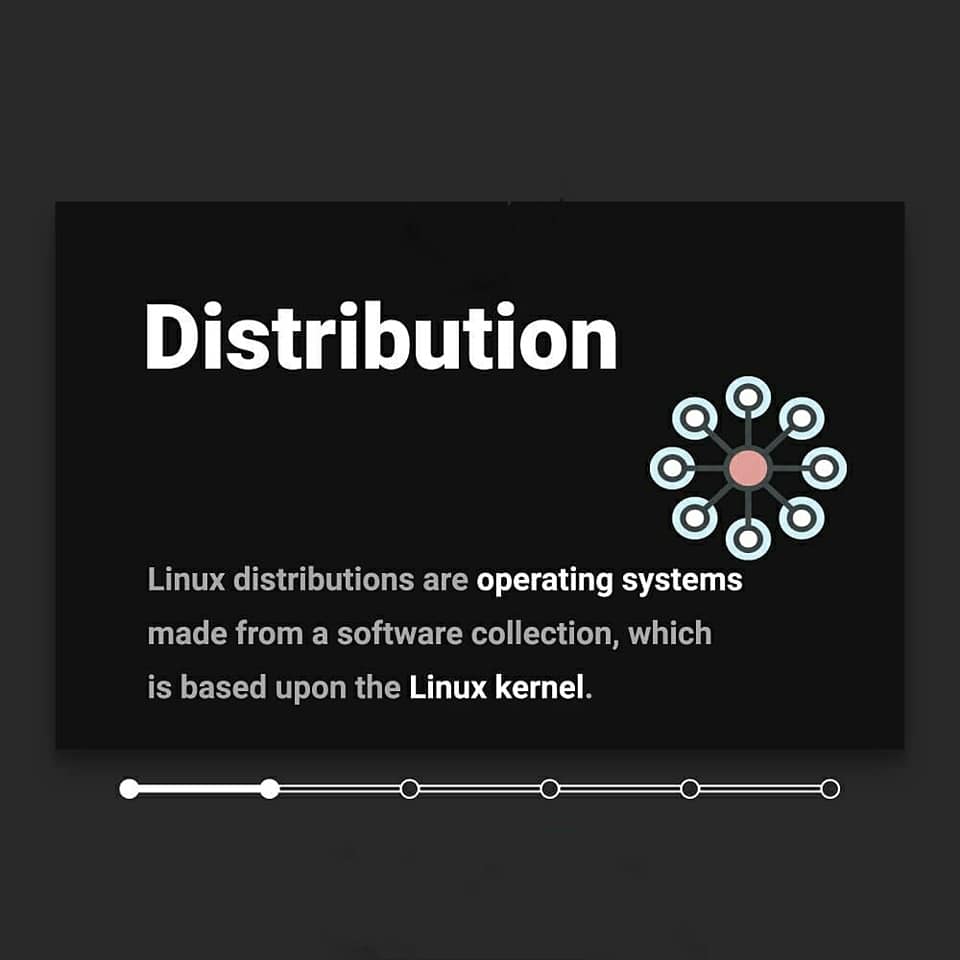 Distribution
Linux distributions are operating systems
made from a software collection, which
is based upon the Linux kernel.